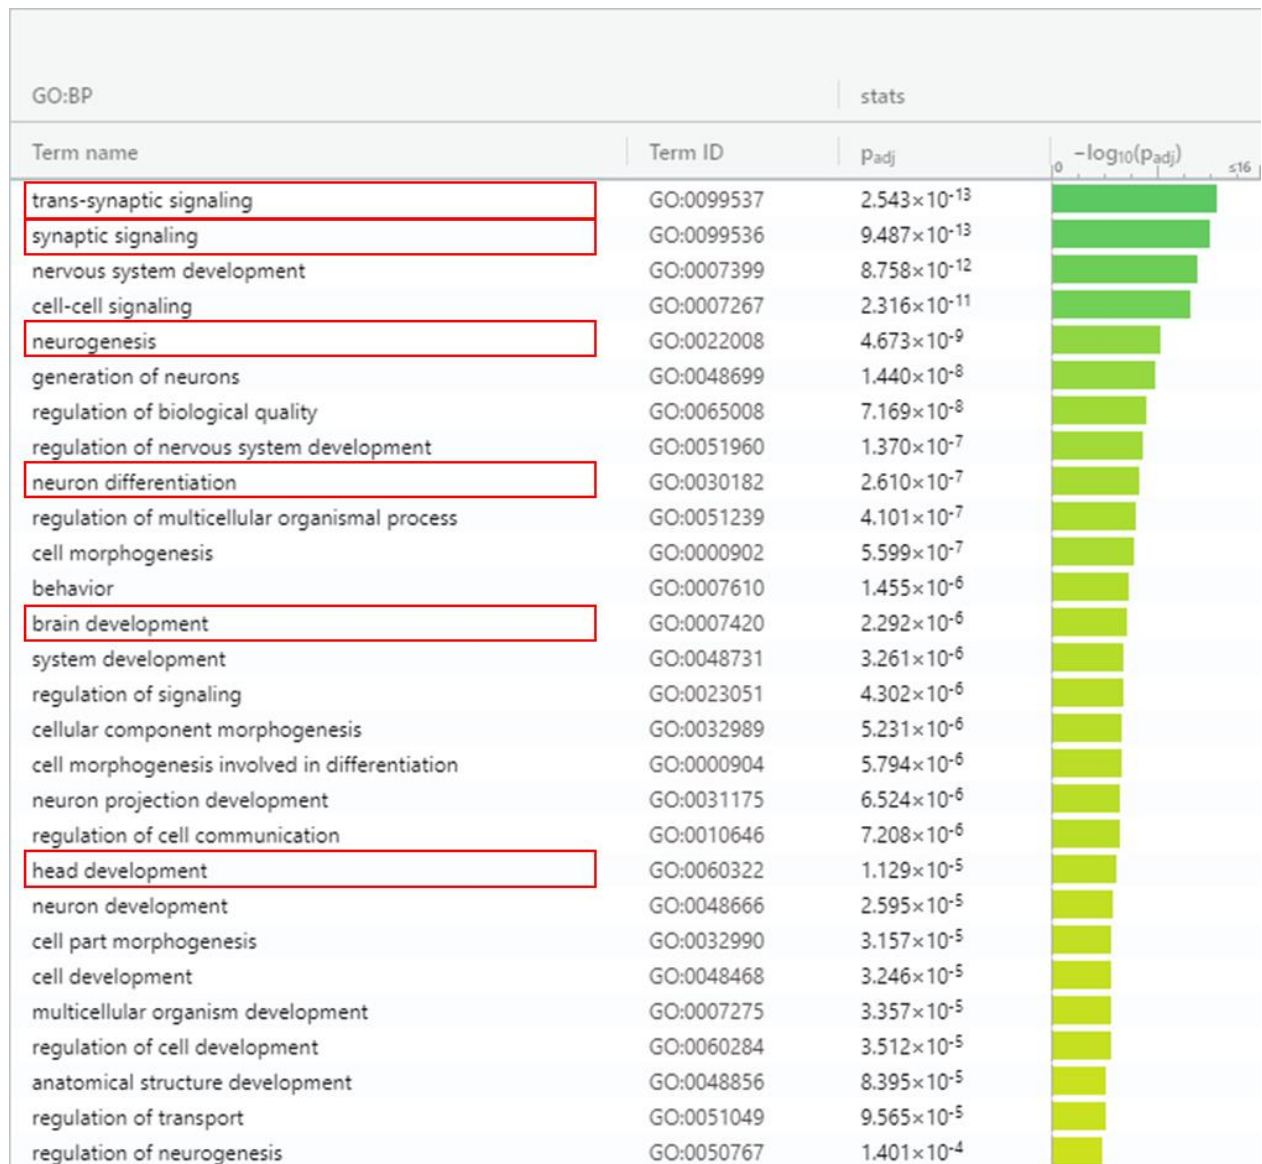 GO:BP stats
Term name Term ID padj −log10(padj)
0 ≤16
trans-synaptic signaling GO:0099537 2.543×10-13
synaptic signaling GO:0099536 9.487×10-13
nervous system development GO:0007399 8.758×10-12
cell-cell signaling GO:0007267 2.316×10-11
neurogenesis GO:0022008 4.673×10-9
generation of neurons GO:0048699 1.440×10-8
regulation of biological quality GO:0065008 7.169×10-8
regulation of nervous system development GO:0051960 1.370×10-7
neuron differentiation GO:0030182 2.610×10-7
regulation of multicellular organismal process GO:0051239 4.101×10-7
cell morphogenesis GO:0000902 5.599×10-7
behavior GO:0007610 1.455×10-6
brain development GO:0007420 2.292×10-6
system development GO:0048731 3.261×10-6
regulation of signaling GO:0023051 4.302×10-6
cellular component morphogenesis GO:0032989 5.231×10-6
cell morphogenesis involved in differentiation GO:0000904 5.794×10-6
neuron projection development GO:0031175 6.524×10-6
regulation of cell communication GO:0010646 7.208×10-6
head development GO:0060322 1.129×10-5
neuron development GO:0048666 2.595×10-5
cell part morphogenesis GO:0032990 3.157×10-5
cell development GO:0048468 3.246×10-5
multicellular organism development GO:0007275 3.357×10-5
regulation of cell development GO:0060284 3.512×10-5
anatomical structure development GO:0048856 8.395×10-5
regulation of transport GO:0051049 9.565×10-5
regulation of neurogenesis GO:0050767 1.401×10-4